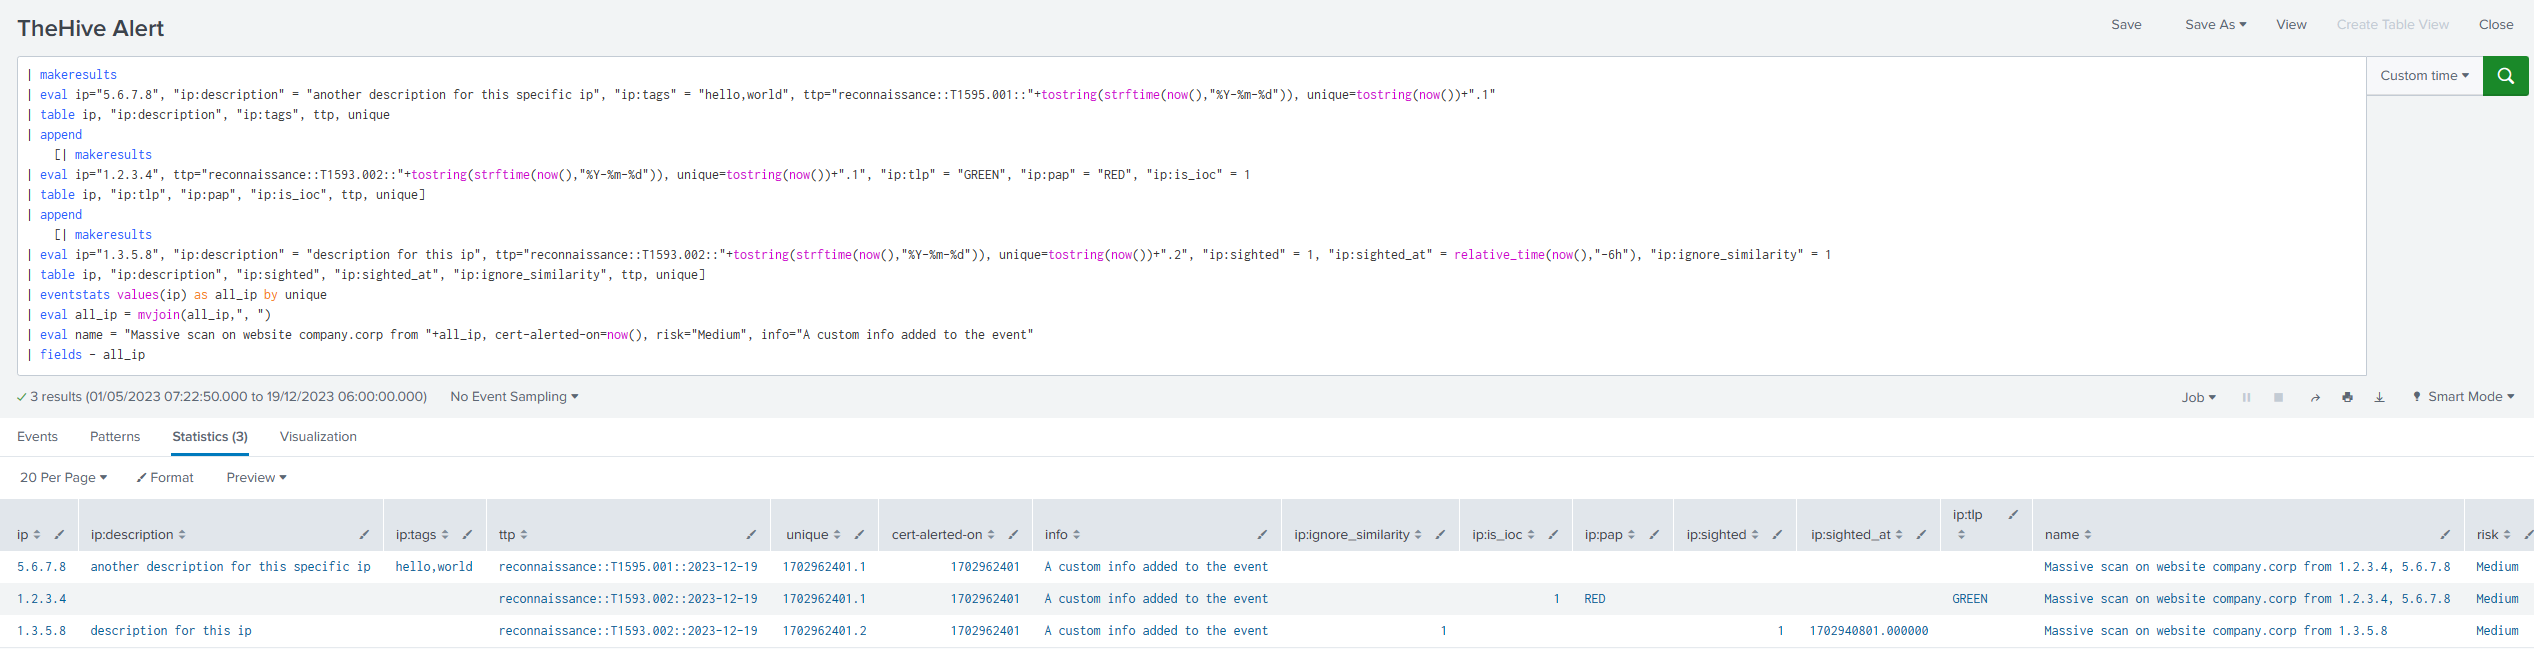 TheHive Alert
Save Save As View Create Table View Close
| makeresults
| eval ip="5.6.7.8", "ip:description" = "another description for this specific ip", "ip:tags" = "hello,world", ttp="reconnaissance::T1595.001::"+tostring(strftime(now(),"%Y-%m-%d")), unique=tostring(now())+".1"
| table ip, "ip:description", "ip:tags", ttp, unique
| append
[| makeresults
| eval ip="1.2.3.4", ttp="reconnaissance::T1593.002::"+tostring(strftime(now(),"%Y-%m-%d")), unique=tostring(now())+".1", "ip:tlp" = "GREEN", "ip:pap" = "RED", "ip:is_ioc" = 1
| table ip, "ip:tlp", "ip:pap", "ip:is_ioc", ttp, unique]
| append
[| makeresults
| eval ip="1.3.5.8", "ip:description" = "description for this ip", ttp="reconnaissance::T1593.002::"+tostring(strftime(now(),"%Y-%m-%d")), unique=tostring(now())+".2", "ip:sighted" = 1, "ip:sighted_at" = relative_time(now(),"-6h"), "ip:ignore_similarity" = 1
| table ip, "ip:description", "ip:sighted", "ip:sighted_at", "ip:ignore_similarity", ttp, unique]
| eventstats values(ip) as all_ip by unique
| eval all_ip = mvjoin(all_ip,", ")
| eval name = "Massive scan on website company.corp from "+all_ip, cert-alerted-on=now(), risk="Medium", info="A custom info added to the event"
| fields - all_ip
Custom time
3 results (01/05/2023 07:22:50.000 to 19/12/2023 06:00:00.000) No Event Sampling Job Smart Mode
Events Patterns Statistics (3) Visualization
20 Per Page Format Preview
ip ip:description ip:tags ttp unique cert-alerted-on info ip:ignore_similarity ip:is_ioc ip:pap ip:sighted ip:sighted_at ip:tlp name risk
5.6.7.8 another description for this specific ip hello,world reconnaissance::T1595.001::2023-12-19 1702962401.1 1702962401 A custom info added to the event Massive scan on website company.corp from 1.2.3.4, 5.6.7.8 Medium
1.2.3.4 reconnaissance::T1593.002::2023-12-19 1702962401.1 1702962401 A custom info added to the event 1 RED GREEN Massive scan on website company.corp from 1.2.3.4, 5.6.7.8 Medium
1.3.5.8 description for this ip reconnaissance::T1593.002::2023-12-19 1702962401.2 1702962401 A custom info added to the event 1 1 1702940801.000000 Massive scan on website company.corp from 1.3.5.8 Medium